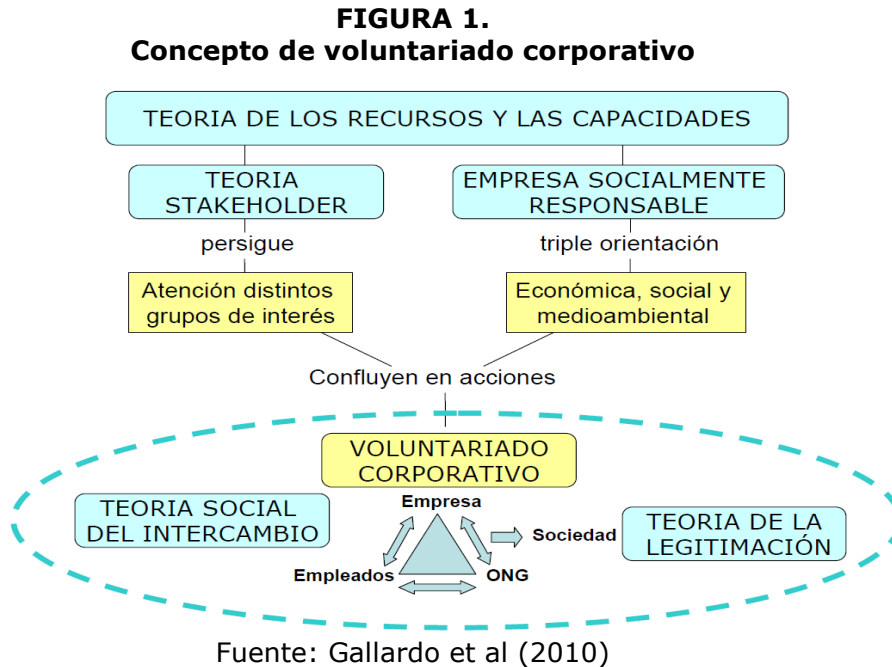 FIGURA 1.
Concepto de voluntariado corporativo
TEORIA DE LOS RECURSOS Y LAS CAPACIDADES
TEORIA
STAKEHOLDER
EMPRESA SOCIALMENTE
RESPONSABLE
persigue
triple orientación
Atención distintos
grupos de interés
Económica, social y
medioambiental
Confluyen en acciones
VOLUNTARIADO
CORPORATIVO
TEORIA SOCIAL
DEL INTERCAMBIO
Empresa
Sociedad
Empleados
ONG
TEORIA DE LA
LEGITIMACIÓN
Fuente: Gallardo et al (2010)